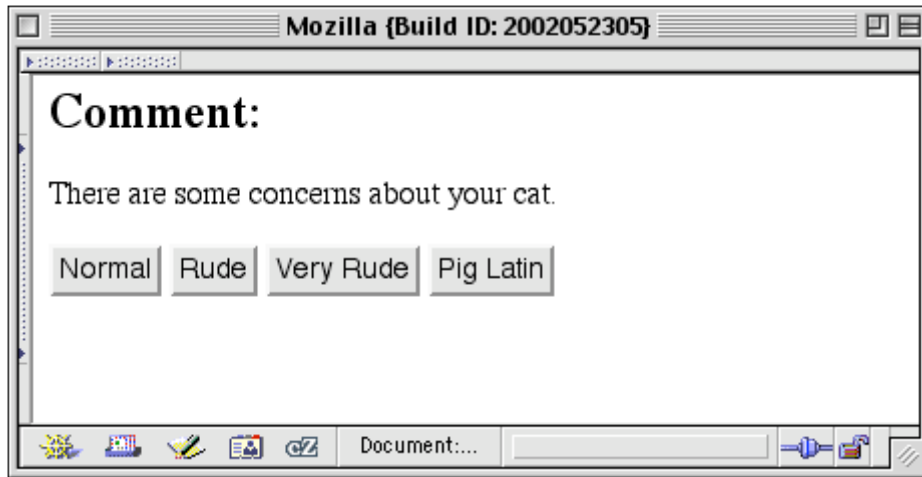 Mozilla {Build ID: 2002052305}
Comment:
There are some concerns about your cat.
Normal Rude Very Rude Pig Latin
cZ Document:...